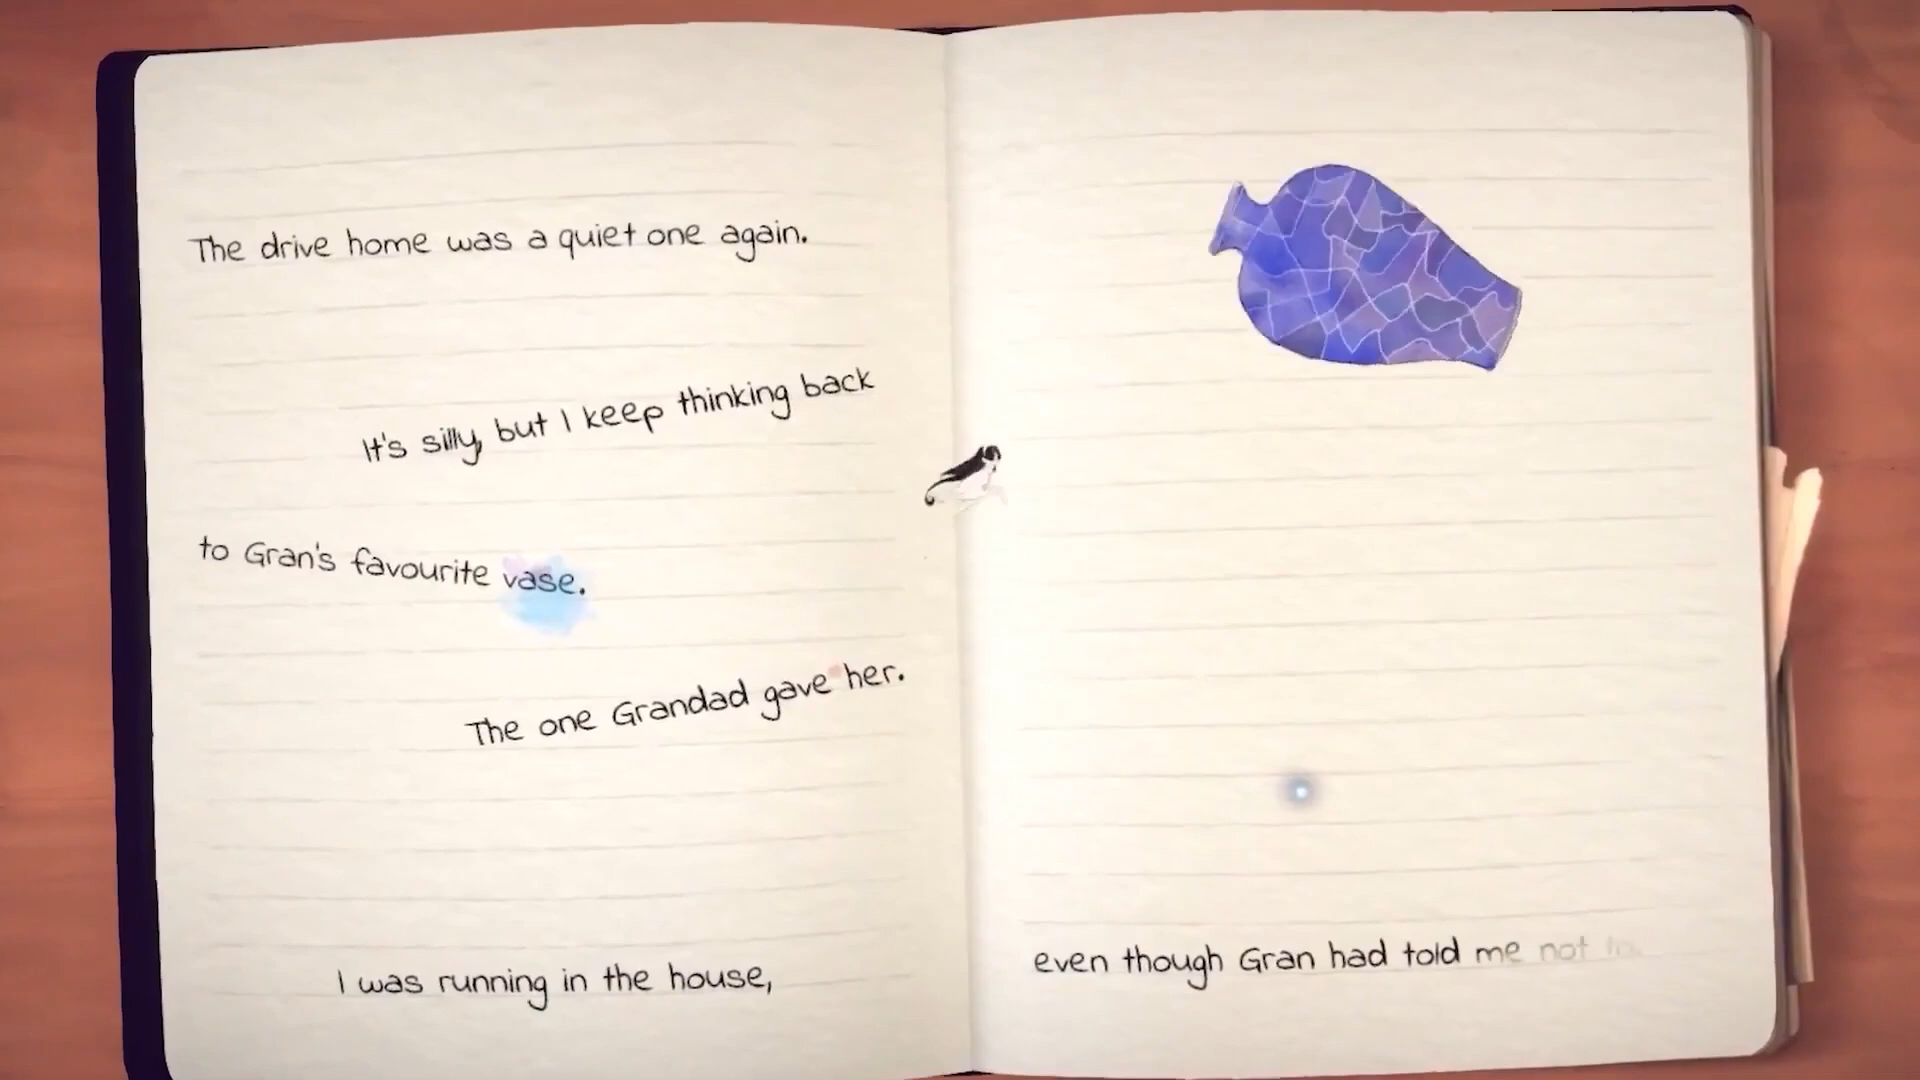 The drive home was a quiet one again.
It's silly, but I keep thinking back
to Gran's favourite vase.
The one Grandad gave her.
I was running in the house,
even though Gran had told me not to.